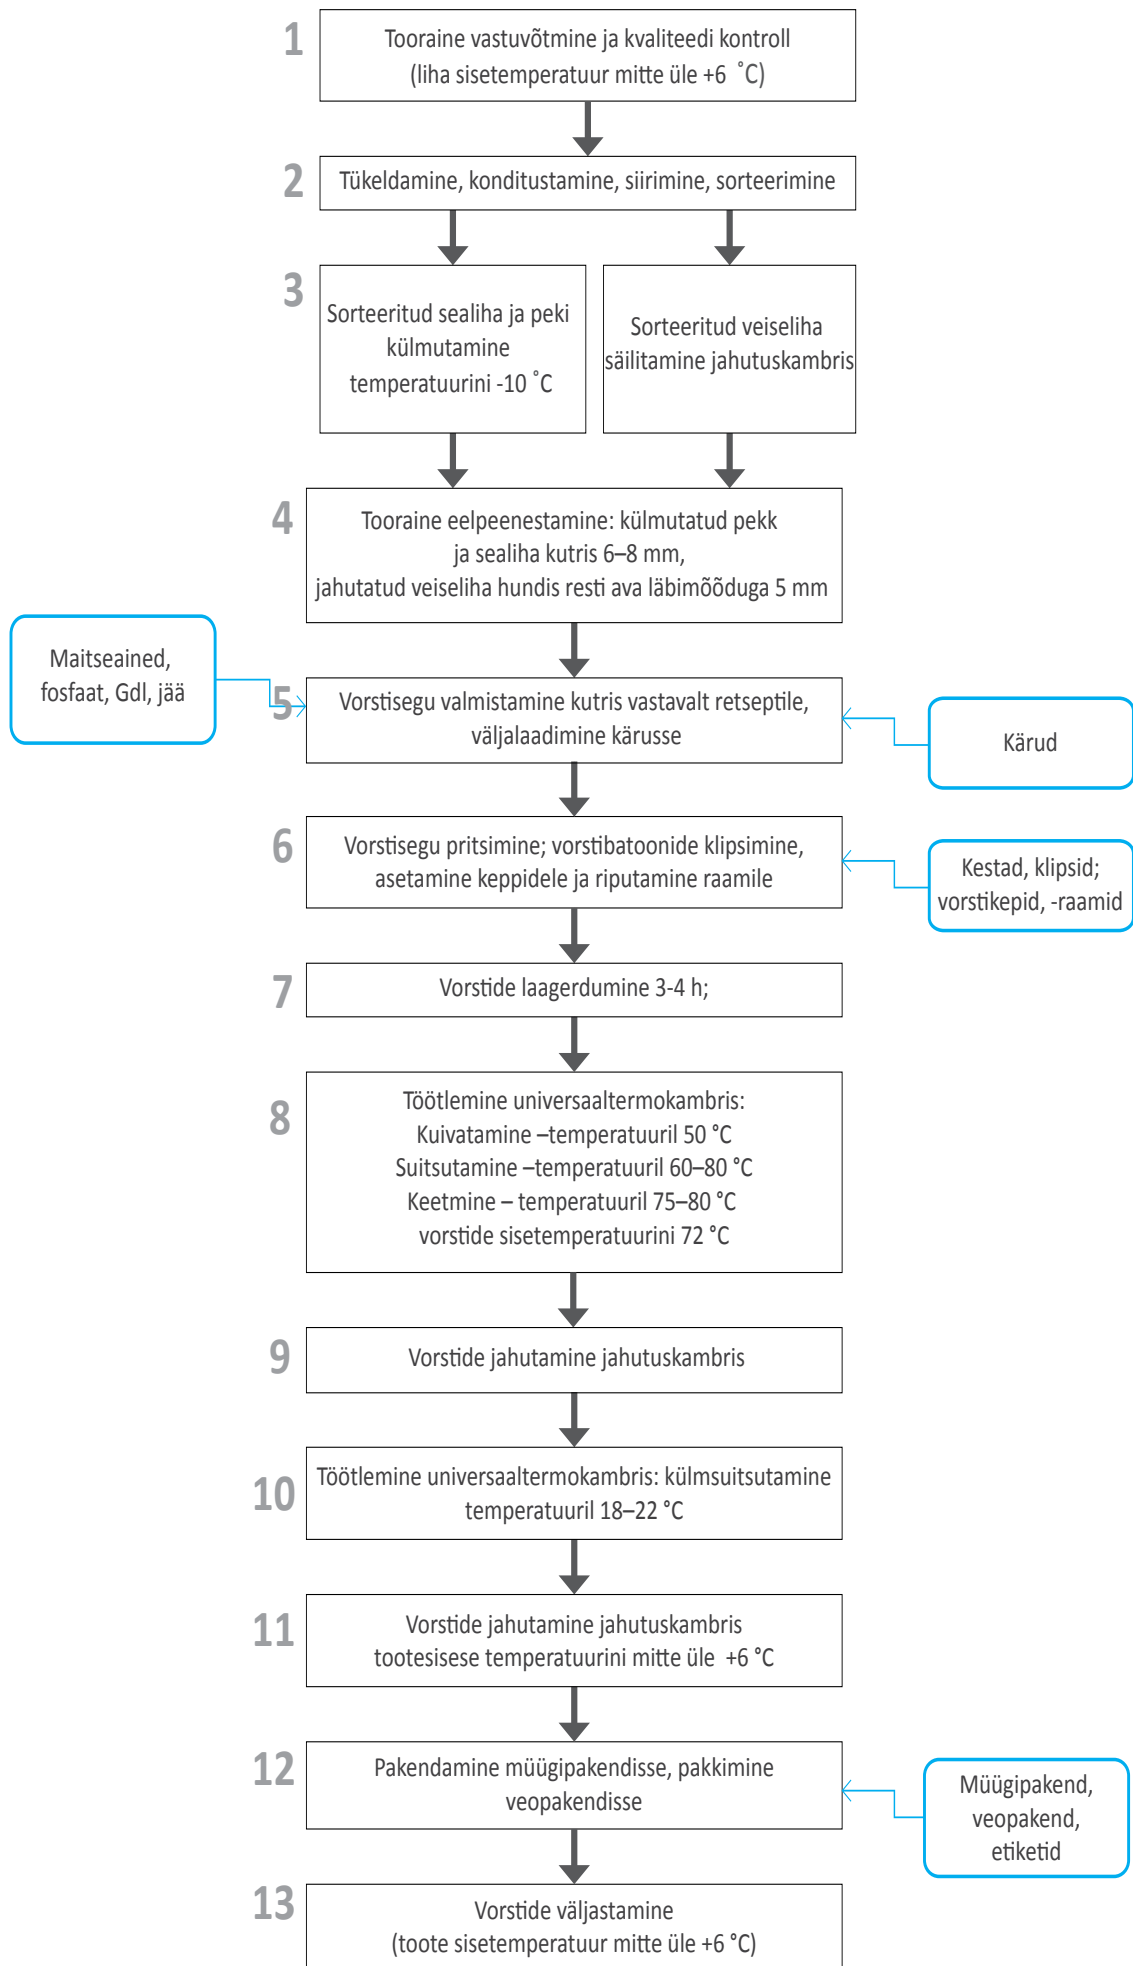 1
Tooraine vastuvõtmine ja kvaliteedi kontroll
(liha sisetemperatuur mitte üle +6 ˚C)
2
Tükeldamine, konditustamine, siirimine, sorteerimine
3
Sorteeritud sealiha ja peki
külmutamine
temperatuurini -10 ˚C
Sorteeritud veiseliha
säilitamine jahutuskambris
4
Tooraine eelpeenestamine: külmutatud pekk
ja sealiha kutris 6–8 mm,
jahutatud veiseliha hundis resti ava läbimõõduga 5 mm
Maitseained,
fosfaat, Gdl, jää
5
Vorstisegu valmistamine kutris vastavalt retseptile,
väljalaadimine kärusse
Kärud
6
Vorstisegu pritsimine; vorstibatoonide klipsimine,
asetamine keppidele ja riputamine raamile
Kestad, klipsid;
vorstikepid, -raamid
7
Vorstide laagerdumine 3-4 h;
8
Töötlemine universaaltermokambris:
Kuivatamine –temperatuuril 50 °C
Suitsutamine –temperatuuril 60–80 °C
Keetmine – temperatuuril 75–80 °C
vorstide sisetemperatuurini 72 °C
9
Vorstide jahutamine jahutuskambris
10
Töötlemine universaaltermokambris: külmsuitsutamine
temperatuuril 18–22 °C
11
Vorstide jahutamine jahutuskambris
tootesisese temperatuurini mitte üle +6 °C
12
Pakendamine müügipakendisse, pakkimine
veopakendisse
Müügipakend,
veopakend,
etiketid
13
Vorstide väljastamine
(toote sisetemperatuur mitte üle +6 °C)